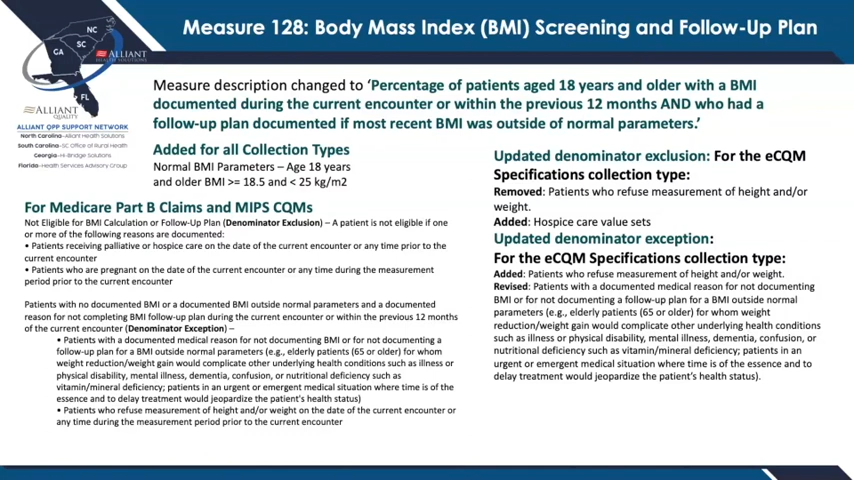 Measure 128: Body Mass Index (BMI) Screening and Follow-Up Plan
NC
SC
GA
FL
ALLIANT
HEALTH SOLUTIONS
ALLIANT
QUALITY
ALLIANT QPP SUPPORT NETWORK
North Carolina–Alliant Health Solutions
South Carolina–SC Office of Rural Health
Georgia–Hi-Bridge Solutions
Florida–Health Services Advisory Group
Measure description changed to ‘Percentage of patients aged 18 years and older with a BMI
documented during the current encounter or within the previous 12 months AND who had a
follow-up plan documented if most recent BMI was outside of normal parameters.’
Added for all Collection Types
Normal BMI Parameters – Age 18 years
and older BMI >= 18.5 and < 25 kg/m2
For Medicare Part B Claims and MIPS CQMs
Not Eligible for BMI Calculation or Follow-Up Plan (Denominator Exclusion) – A patient is not eligible if one
or more of the following reasons are documented:
• Patients receiving palliative or hospice care on the date of the current encounter or any time prior to the
current encounter
• Patients who are pregnant on the date of the current encounter or any time during the measurement
period prior to the current encounter
Patients with no documented BMI or a documented BMI outside normal parameters and a documented
reason for not completing BMI follow-up plan during the current encounter or within the previous 12 months
of the current encounter (Denominator Exception) –
• Patients with a documented medical reason for not documenting BMI or for not documenting a
follow-up plan for a BMI outside normal parameters (e.g., elderly patients (65 or older) for whom
weight reduction/weight gain would complicate other underlying health conditions such as illness or
physical disability, mental illness, dementia, confusion, or nutritional deficiency such as
vitamin/mineral deficiency; patients in an urgent or emergent medical situation where time is of the
essence and to delay treatment would jeopardize the patient's health status)
• Patients who refuse measurement of height and/or weight on the date of the current encounter or
any time during the measurement period prior to the current encounter
Updated denominator exclusion: For the eCQM
Specifications collection type:
Removed: Patients who refuse measurement of height and/or
weight.
Added: Hospice care value sets
Updated denominator exception:
For the eCQM Specifications collection type:
Added: Patients who refuse measurement of height and/or weight.
Revised: Patients with a documented medical reason for not documenting
BMI or for not documenting a follow-up plan for a BMI outside normal
parameters (e.g., elderly patients (65 or older) for whom weight
reduction/weight gain would complicate other underlying health conditions
such as illness or physical disability, mental illness, dementia, confusion, or
nutritional deficiency such as vitamin/mineral deficiency; patients in an
urgent or emergent medical situation where time is of the essence and to
delay treatment would jeopardize the patient’s health status).